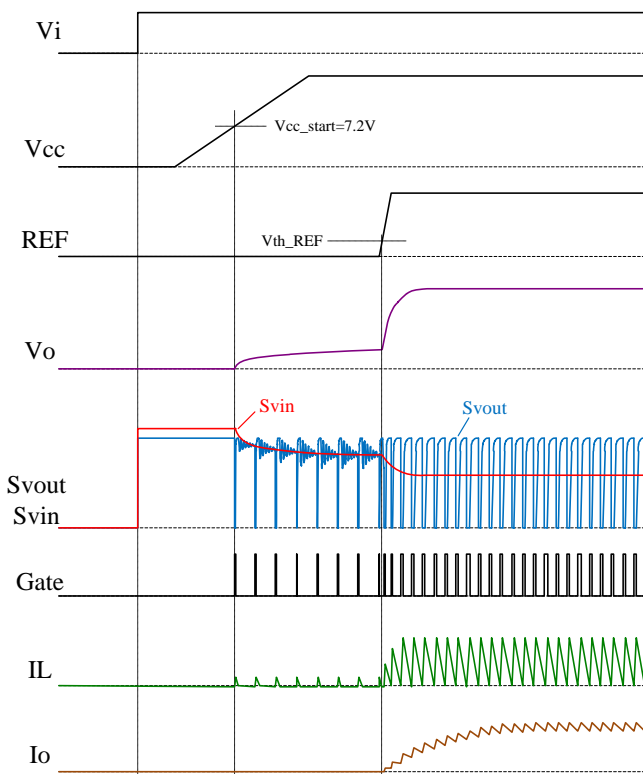 Vi
Vcc_start=7.2V
Vcc
REF
Vth_REF
Vo
Svin
Svout
Svout
Svin
Gate
IL
Io